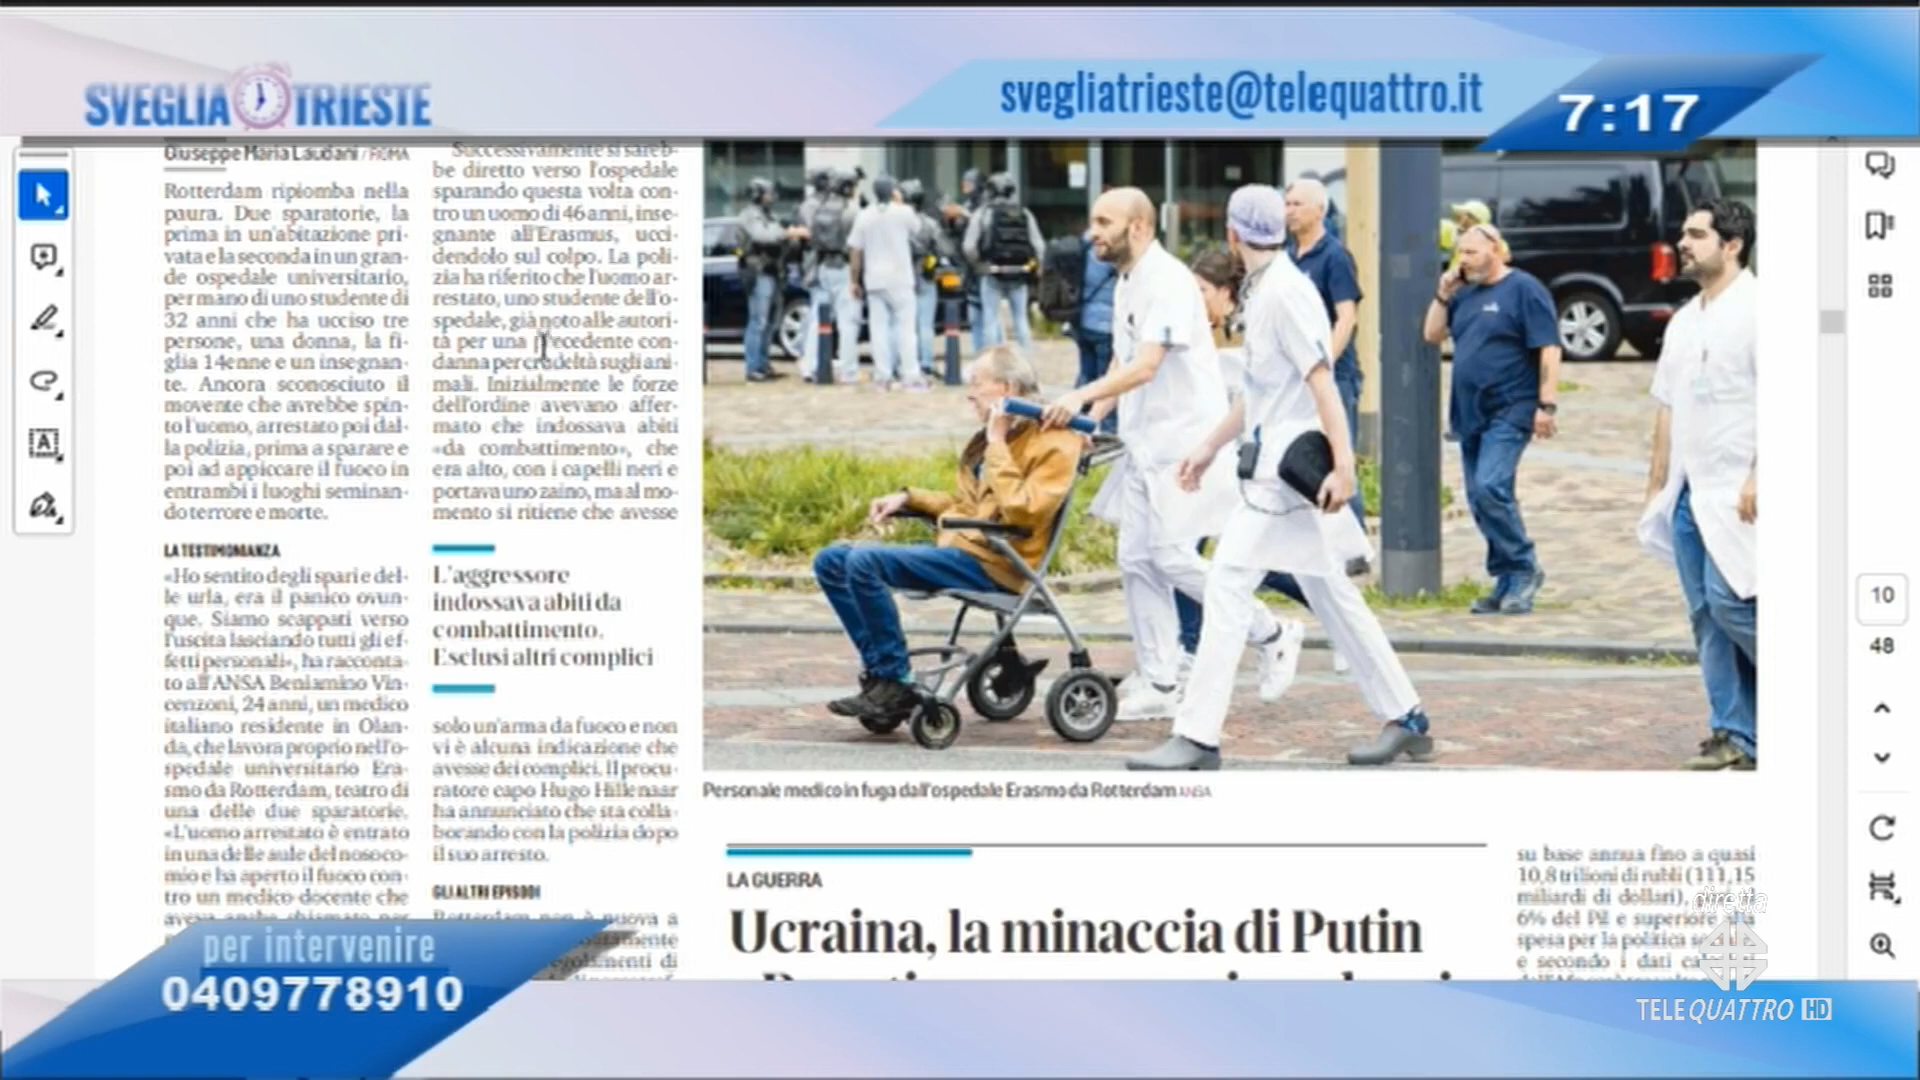 SVEGLIA TRIESTE
svegliatrieste@telequattro.it
7:17
Giuseppe Maria Laudani / ROMA
Rotterdam ripiomba nella
paura. Due sparatorie, la
prima in un'abitazione pri-
vata e la seconda in un gran-
de ospedale universitario,
per mano di uno studente di
32 anni che ha ucciso tre
persone, una donna, la fi-
glia 14enne e un insegnan-
te. Ancora sconosciuto il
movente che avrebbe spin-
to l'uomo, arrestato poi dal-
la polizia, prima a sparare e
poi ad appiccare il fuoco in
entrambi i luoghi seminan-
do terrore e morte.
LA TESTIMONIANZA
«Ho sentito degli spari e del-
le urla, era il panico ovun-
que. Siamo scappati verso
l'uscita lasciando tutti gli ef-
fetti personali», ha racconta-
to all'ANSA Beniamino Vin-
cenzoni, 24 anni, un medico
italiano residente in Olan-
da, che lavora proprio nell'o-
spedale universitario Era-
smo da Rotterdam, teatro di
una delle due sparatorie.
«L'uomo arrestato è entrato
in una delle aule del nosoco-
mio e ha aperto il fuoco con-
tro un medico-docente che
aveva anche chiamato per
Successivamente si sareb-
be diretto verso l'ospedale
sparando questa volta con-
tro un uomo di 46 anni, inse-
gnante all'Erasmus, ucci-
dendolo sul colpo. La poli-
zia ha riferito che l'uomo ar-
restato, uno studente dell'o-
spedale, già noto alle autori-
tà per una precedente con-
danna per crudeltà sugli ani-
mali. Inizialmente le forze
dell'ordine avevano affer-
mato che indossava abiti
«da combattimento», che
era alto, con i capelli neri e
portava uno zaino, ma al mo-
mento si ritiene che avesse
L'aggressore
indossava abiti da
combattimento.
Esclusi altri complici
solo un'arma da fuoco e non
vi è alcuna indicazione che
avesse dei complici. Il procu-
ratore capo Hugo Hillenaar
ha annunciato che sta colla-
borando con la polizia dopo
il suo arresto.
GLI ALTRI EPISODI
Rotterdam non è nuova a
di
Personale medico in fuga dall'ospedale Erasmo da Rotterdam ANSA
LA GUERRA
Ucraina, la minaccia di Putin
su base annua fino a quasi
10,8 trilioni di rubli (111,15
miliardi di dollari),
6% del Pil e superiore alla
spesa per la politica
e secondo i dati
10
48
per intervenire
0409778910
diretta
TELEQUATTRO HD